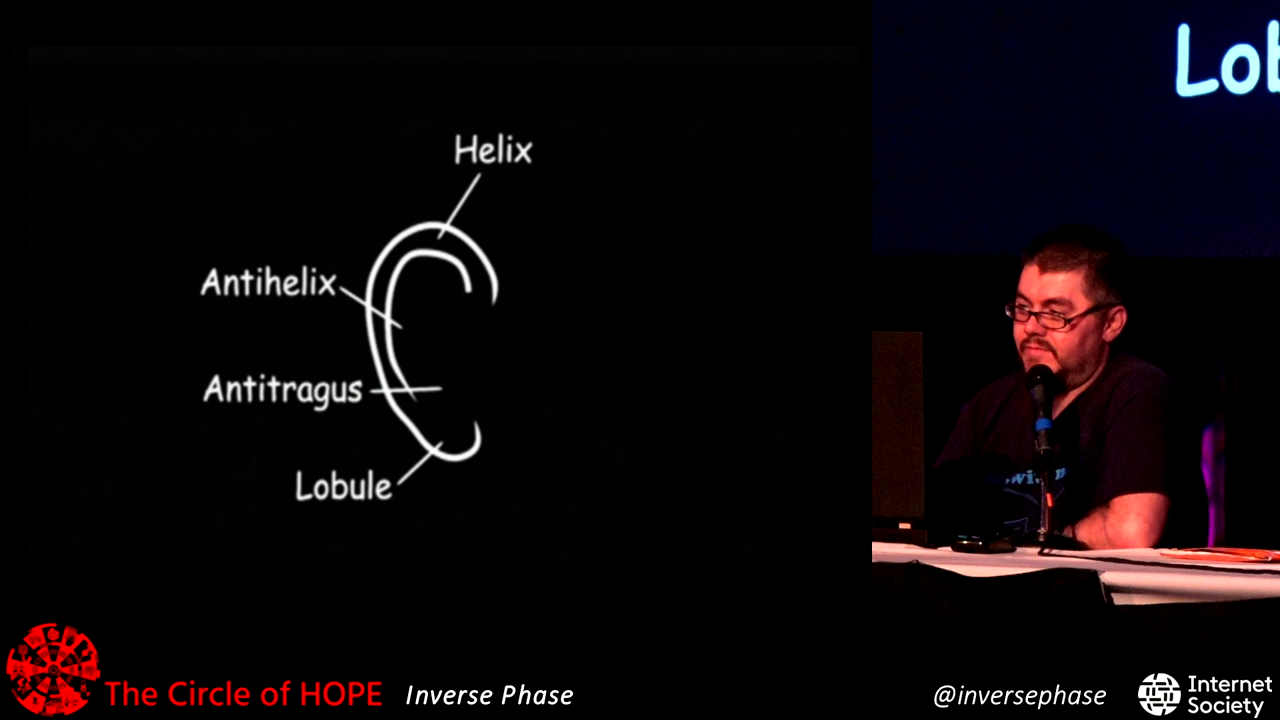 Helix
Antihelix
Antitragus
Lobule
Lob
The Circle of HOPE
Inverse Phase
@inversephase
Internet
Society